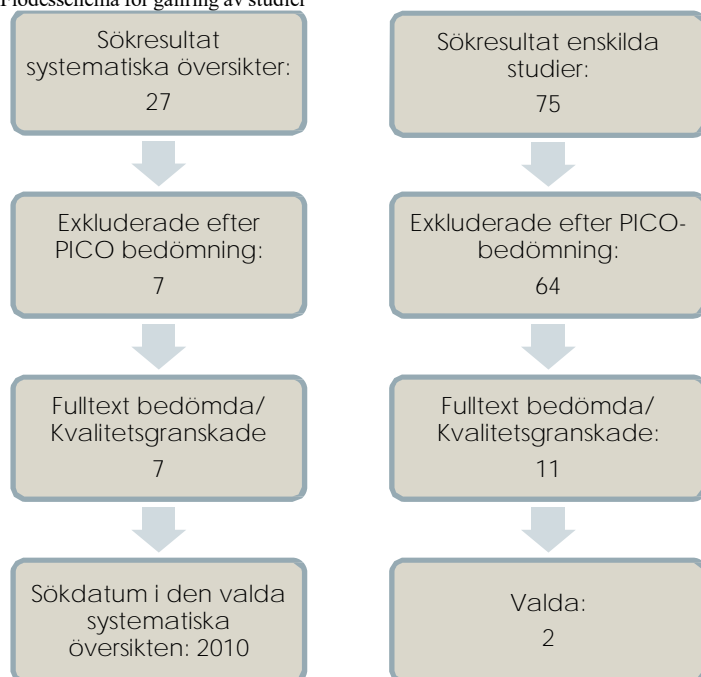 Flödesschema för gallring av studier
Sökresultat
systematiska översikter:
27
Exkluderade efter
PICO bedömning:
7
Fulltext bedömda/
Kvalitetsgranskade
7
Sökdatum i den valda
systematiska
översikten: 2010
Sökresultat enskilda
studier:
75
Exkluderade efter PICO-
bedömning:
64
Fulltext bedömda/
Kvalitetsgranskade:
11
Valda:
2